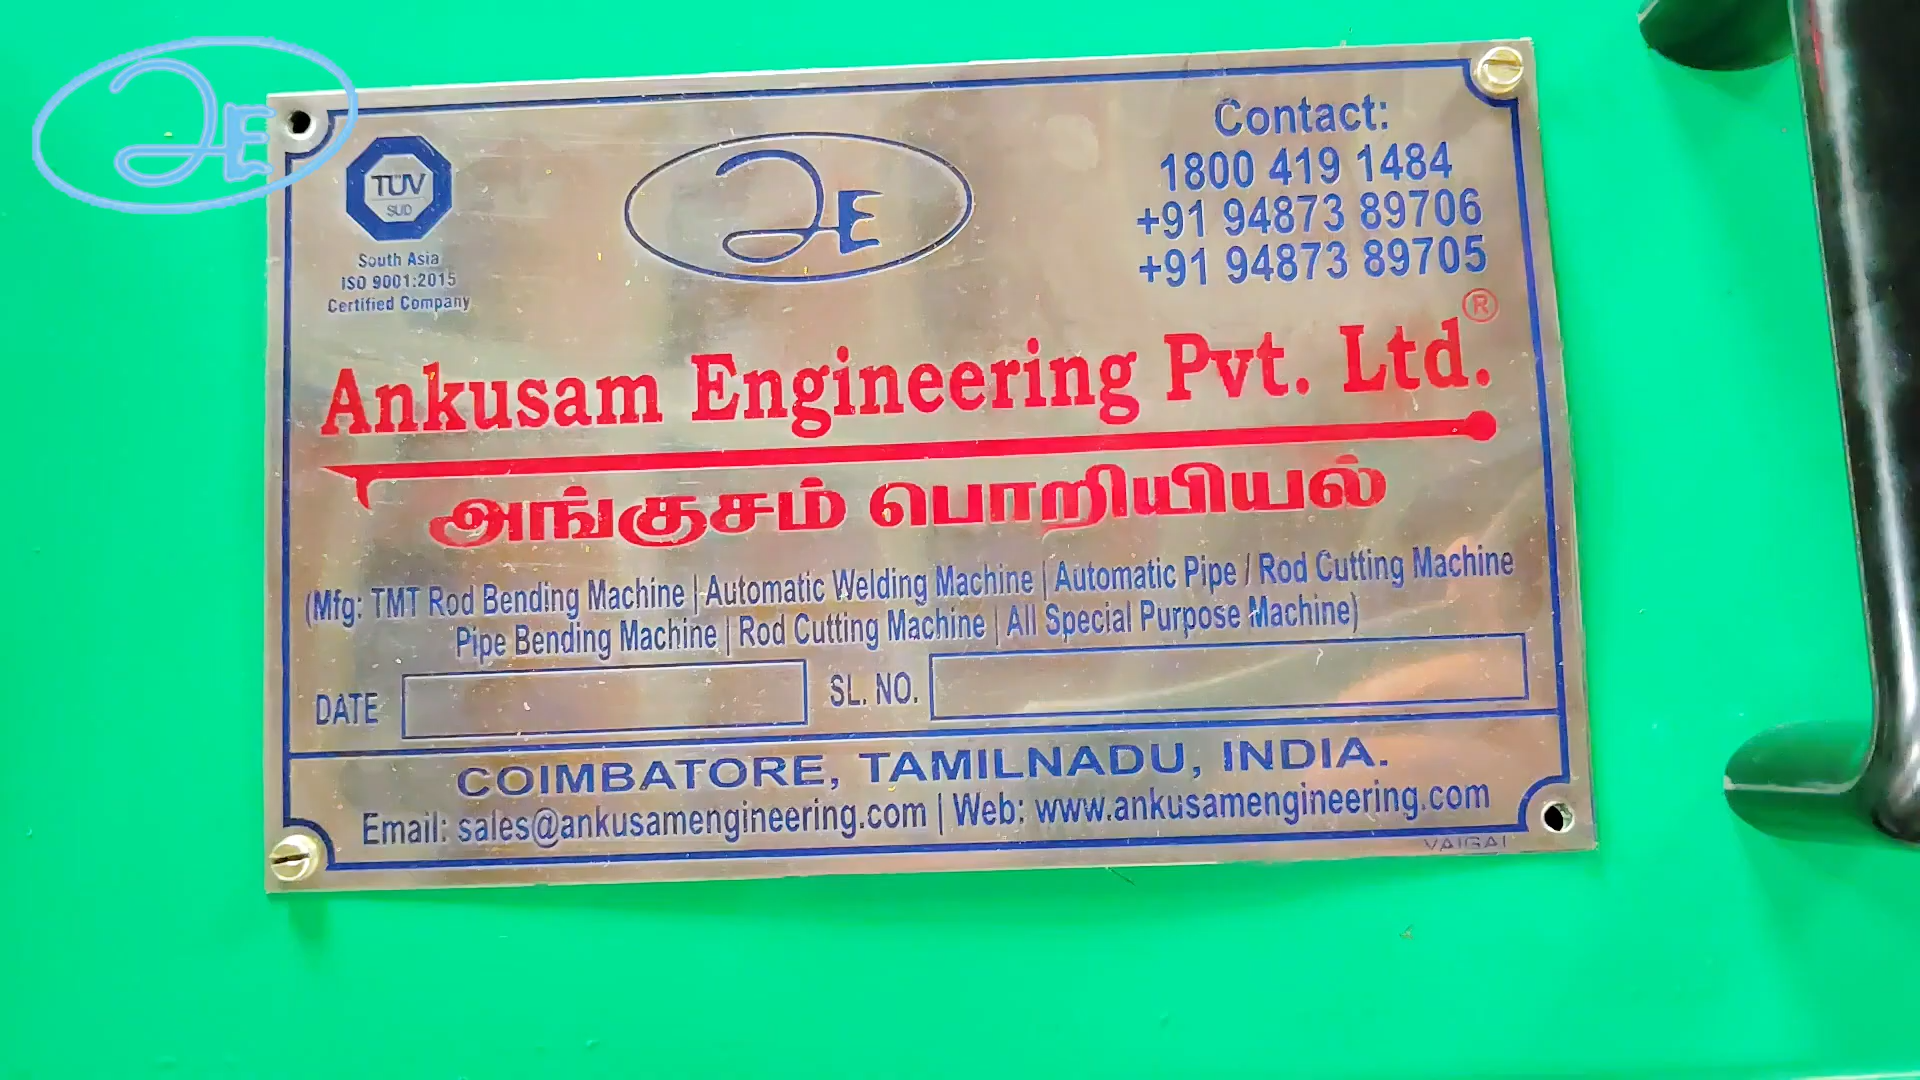 TÜV
SUD
South Asia
ISO 9001:2015
Certified Company
Contact:
1800 419 1484
+91 94873 89706
+91 94873 89705
Ankusam Engineering Pvt. Ltd.®
அங்குசம் பொறியியல்
(Mfg: TMT Rod Bending Machine | Automatic Welding Machine | Automatic Pipe / Rod Cutting Machine
Pipe Bending Machine | Rod Cutting Machine | All Special Purpose Machine)
DATE SL. NO.
COIMBATORE, TAMILNADU, INDIA.
Email: sales@ankusamengineering.com | Web: www.ankusamengineering.com
VAIGAI